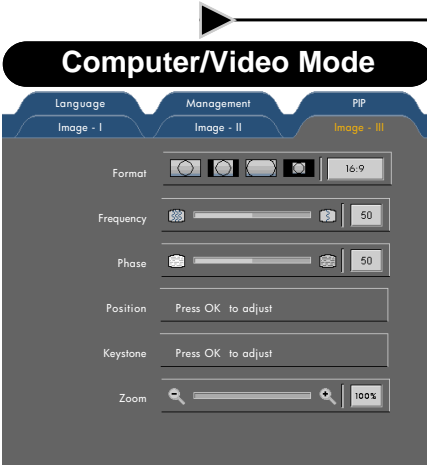 Computer/Video Mode
Language Management PIP
Image - I Image - II Image - III
Format 16:9
Frequency 50
Phase 50
Position Press OK to adjust
Keystone Press OK to adjust
Zoom 100%